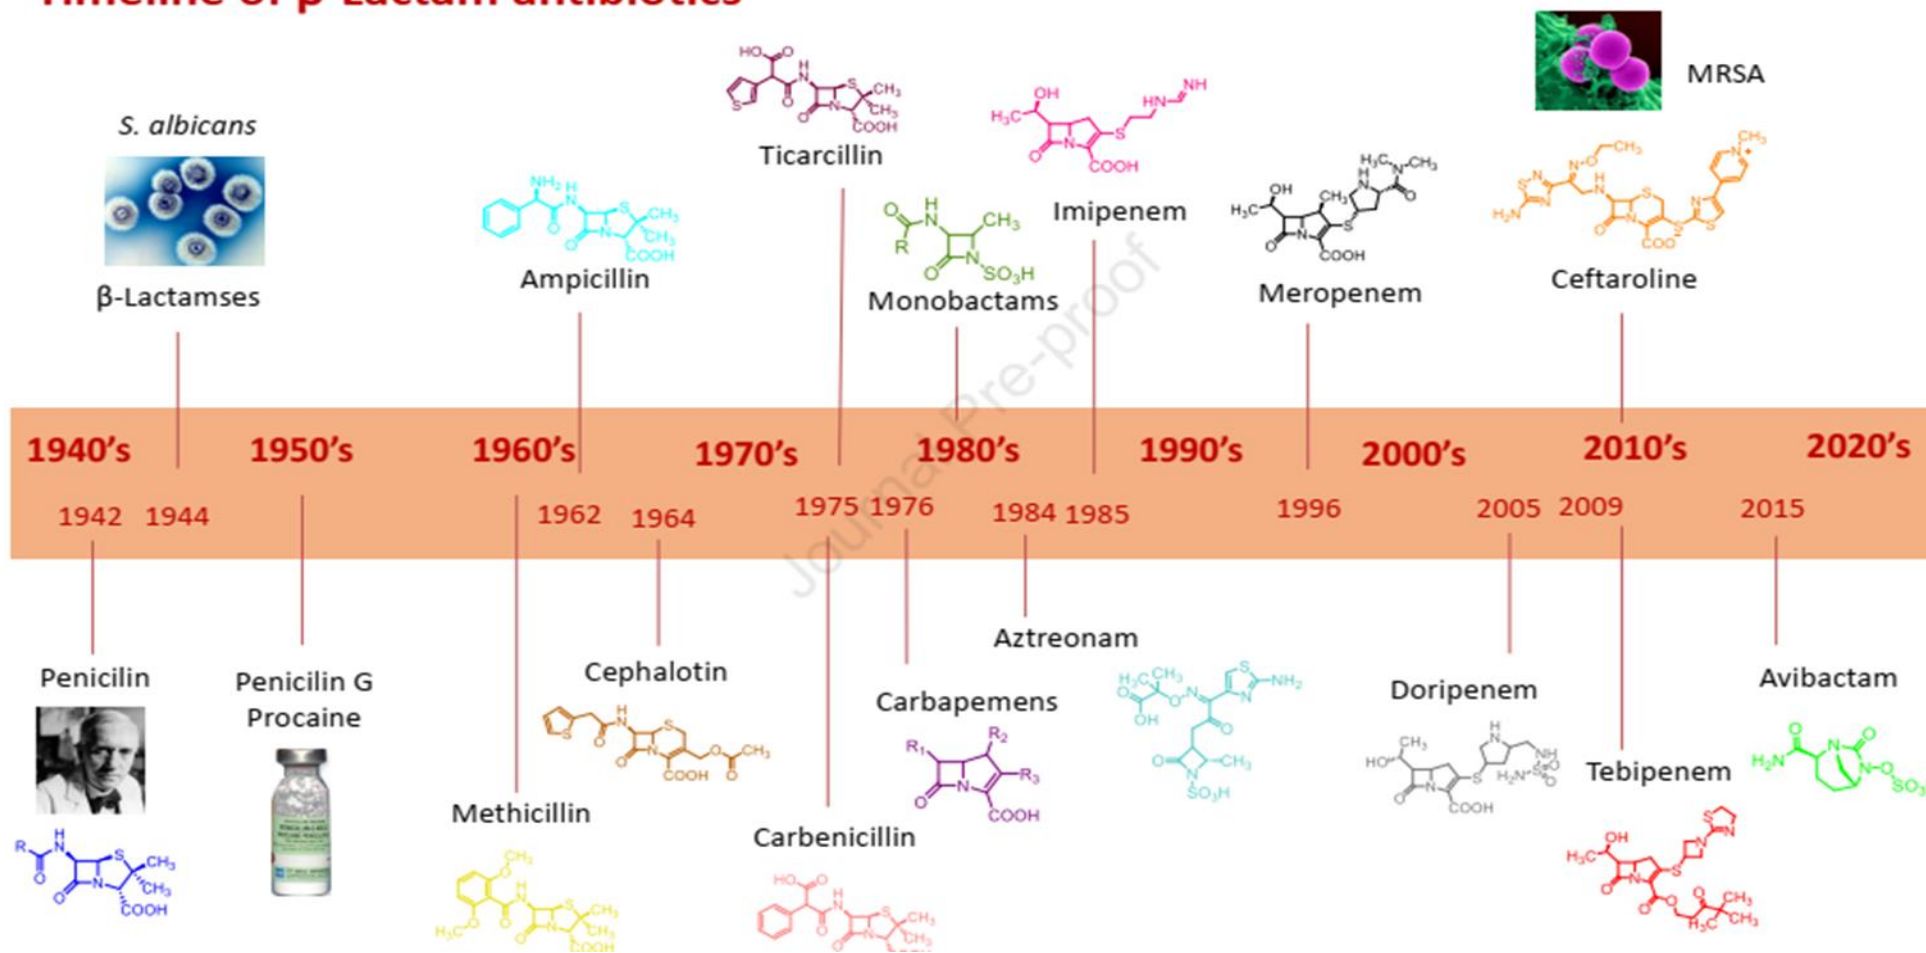 Timeline of β-Lactam antibiotics
MRSA
S. albicans
β-Lactamses
Ampicillin
Ticarcillin
Monobactams
Imipenem
Meropenem
Ceftaroline
1940’s 1950’s 1960’s 1970’s 1980’s 1990’s 2000’s 2010’s 2020’s
1942 1944 1962 1964 1975 1976 1984 1985 1996 2005 2009 2015
Journal Pre-proof
Penicilin
Penicilin G
Procaine
Methicillin
Cephalotin
Carbenicillin
Carbapemens
Aztreonam
Doripenem
Tebipenem
Avibactam